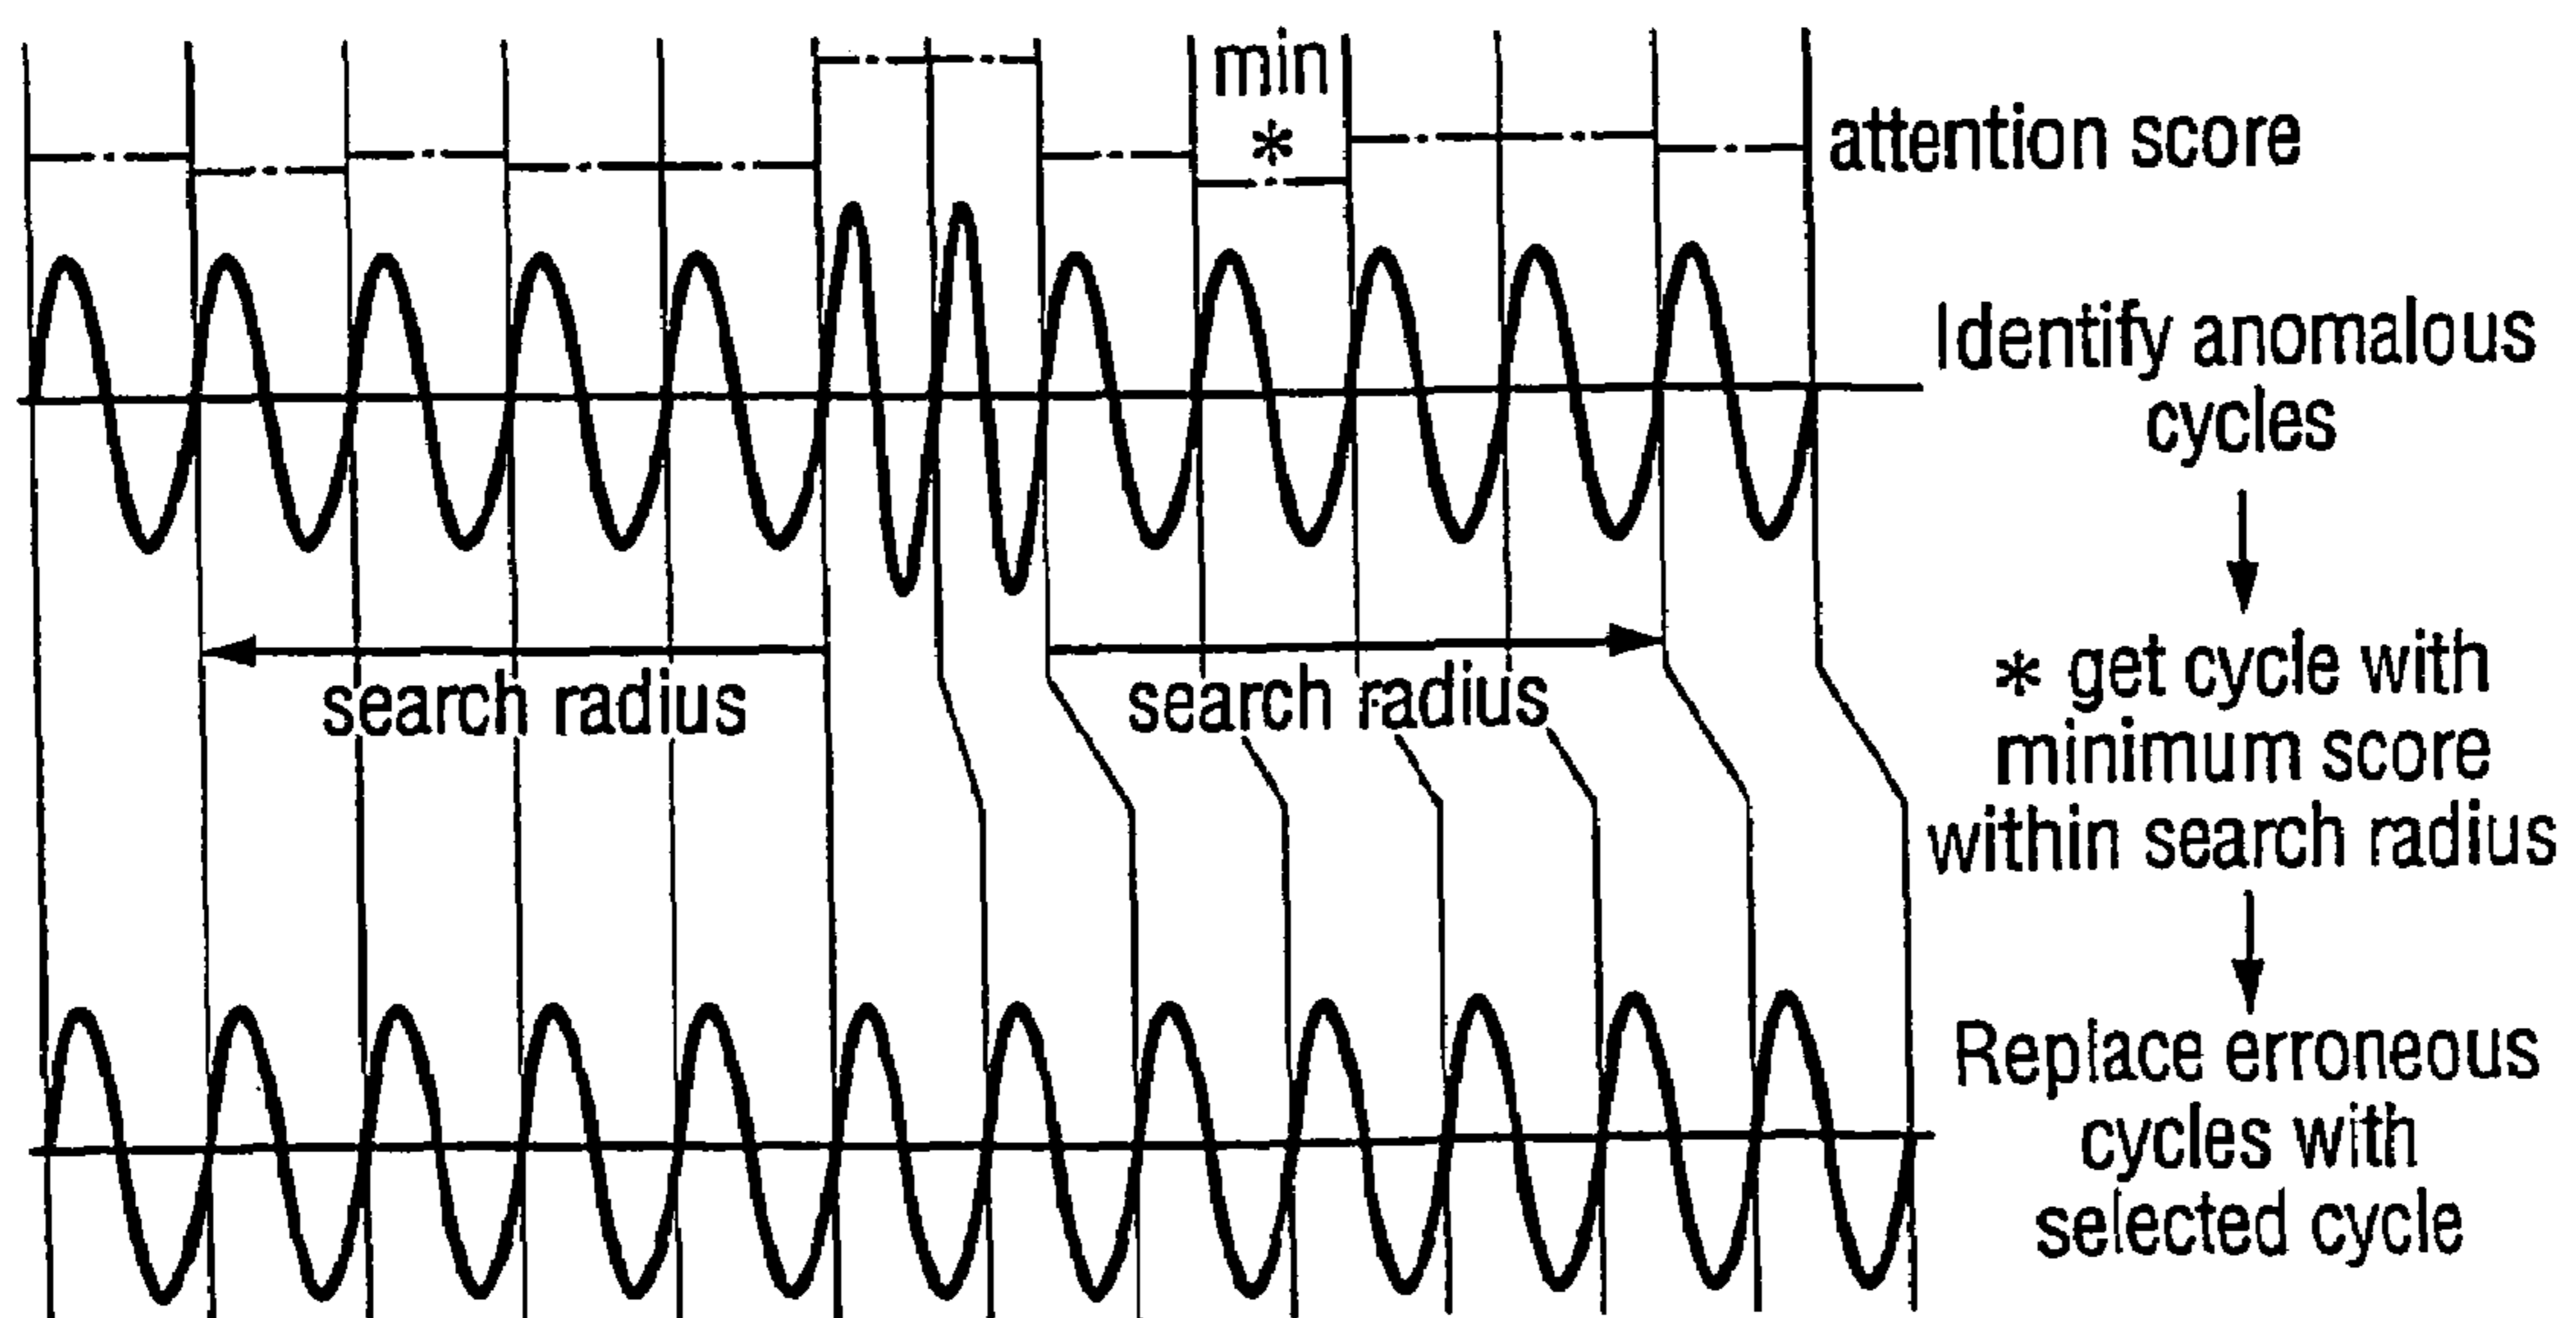 min
*
attention score
Identify anomalous
cycles
search radius
search radius
* get cycle with
minimum score
within search radius
Replace erroneous
cycles with
selected cycle